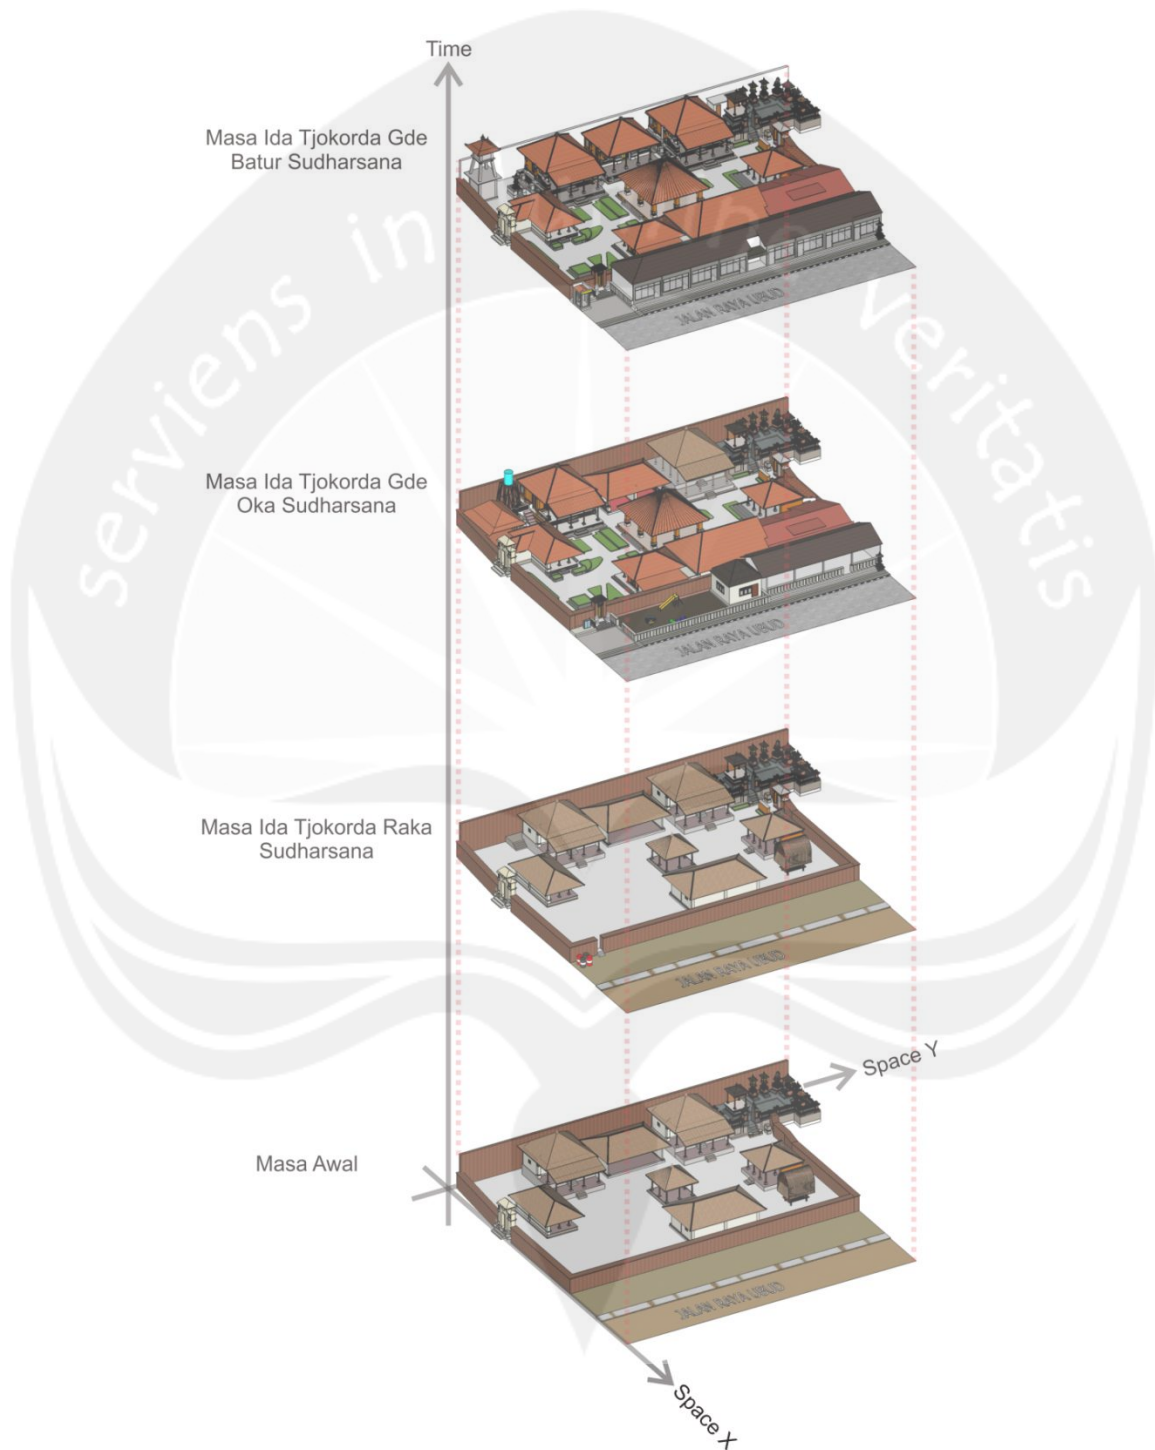 Time
Masa Ida Tjokorda Gde
Batur Sudharsana
JALAN RAYA UBUD
Masa Ida Tjokorda Gde
Oka Sudharsana
JALAN RAYA UBUD
Masa Ida Tjokorda Raka
Sudharsana
JALAN RAYA UBUD
Space Y
Masa Awal
JALAN RAYA UBUD
Space X
serviens in lumine veritatis